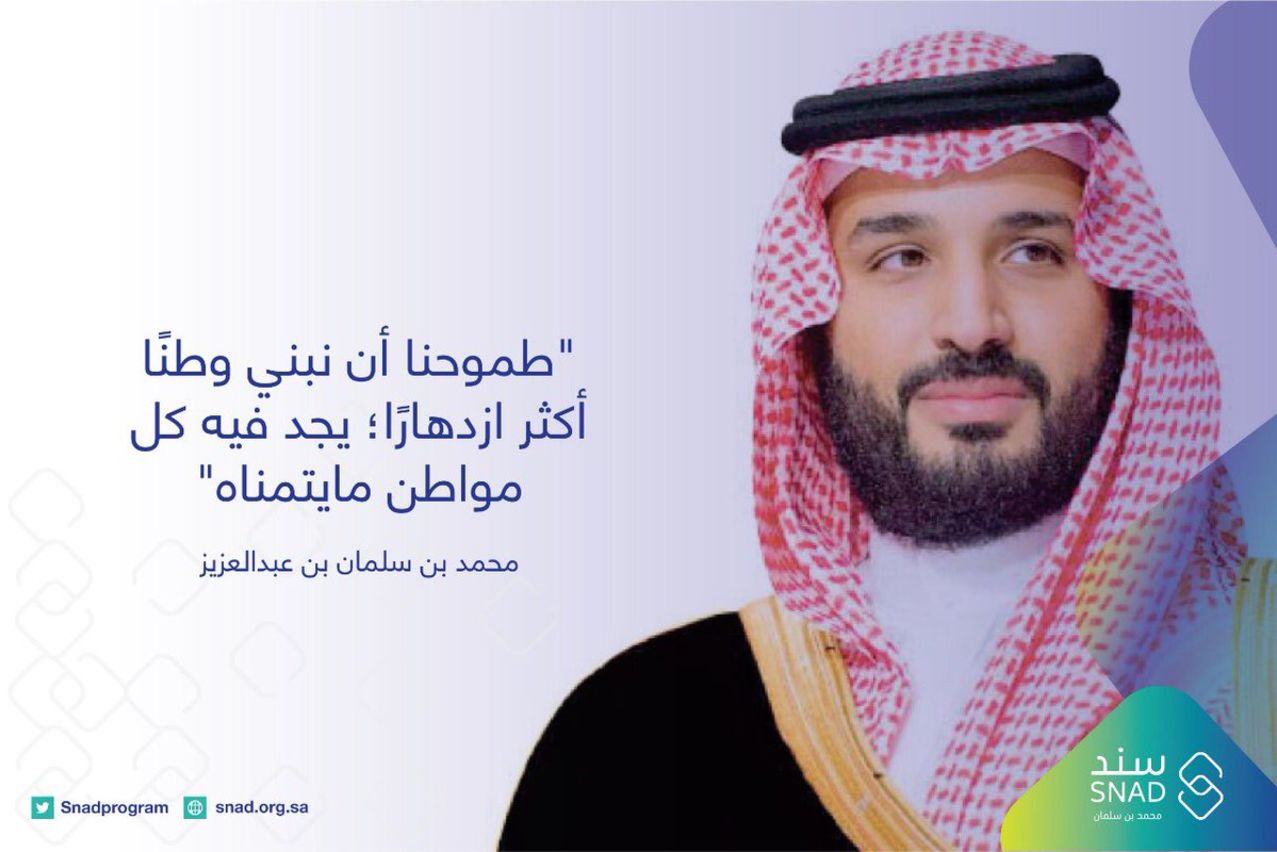 "طموحنا أن نبني وطنًا
أكثر ازدهارًا؛ يجد فيه كل
مواطن مايتمناه"
محمد بن سلمان بن عبدالعزيز
Snadprogram
snad.org.sa
سند
SNAD
محمد بن سلمان